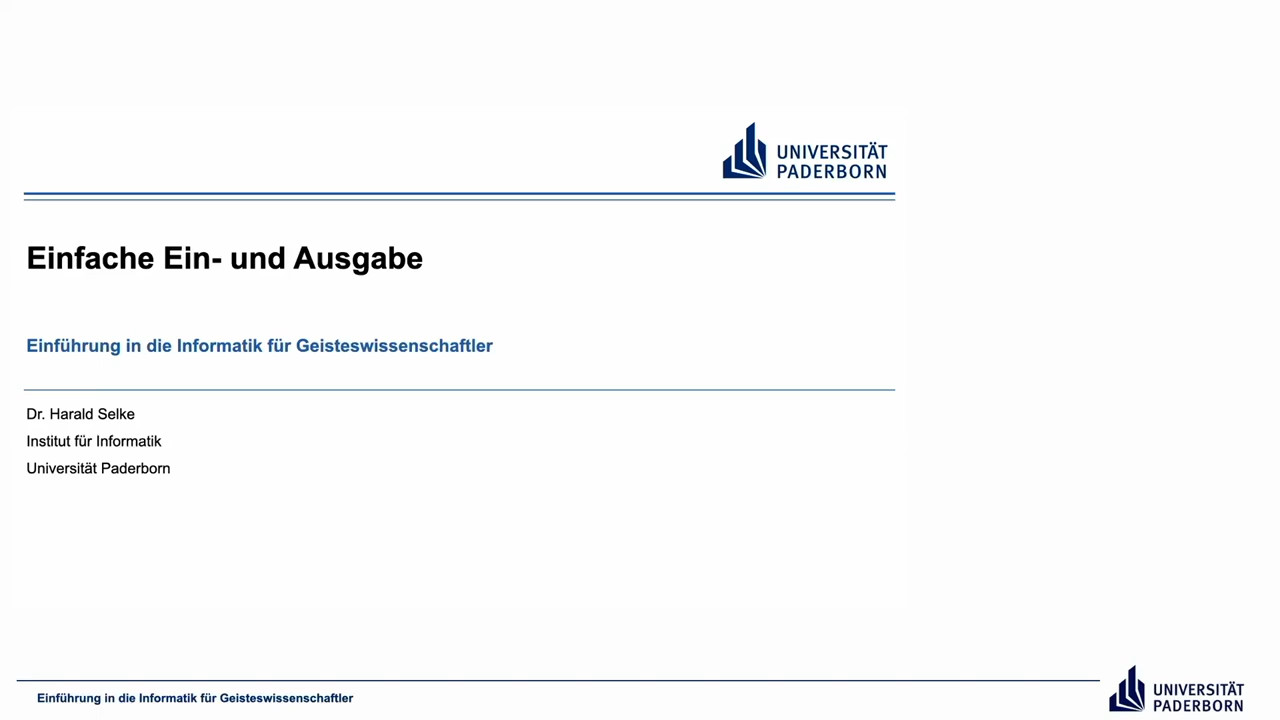 UNIVERSITÄT
PADERBORN
Einfache Ein- und Ausgabe
Einführung in die Informatik für Geisteswissenschaftler
Dr. Harald Selke
Institut für Informatik
Universität Paderborn
Einführung in die Informatik für Geisteswissenschaftler
UNIVERSITÄT
PADERBORN